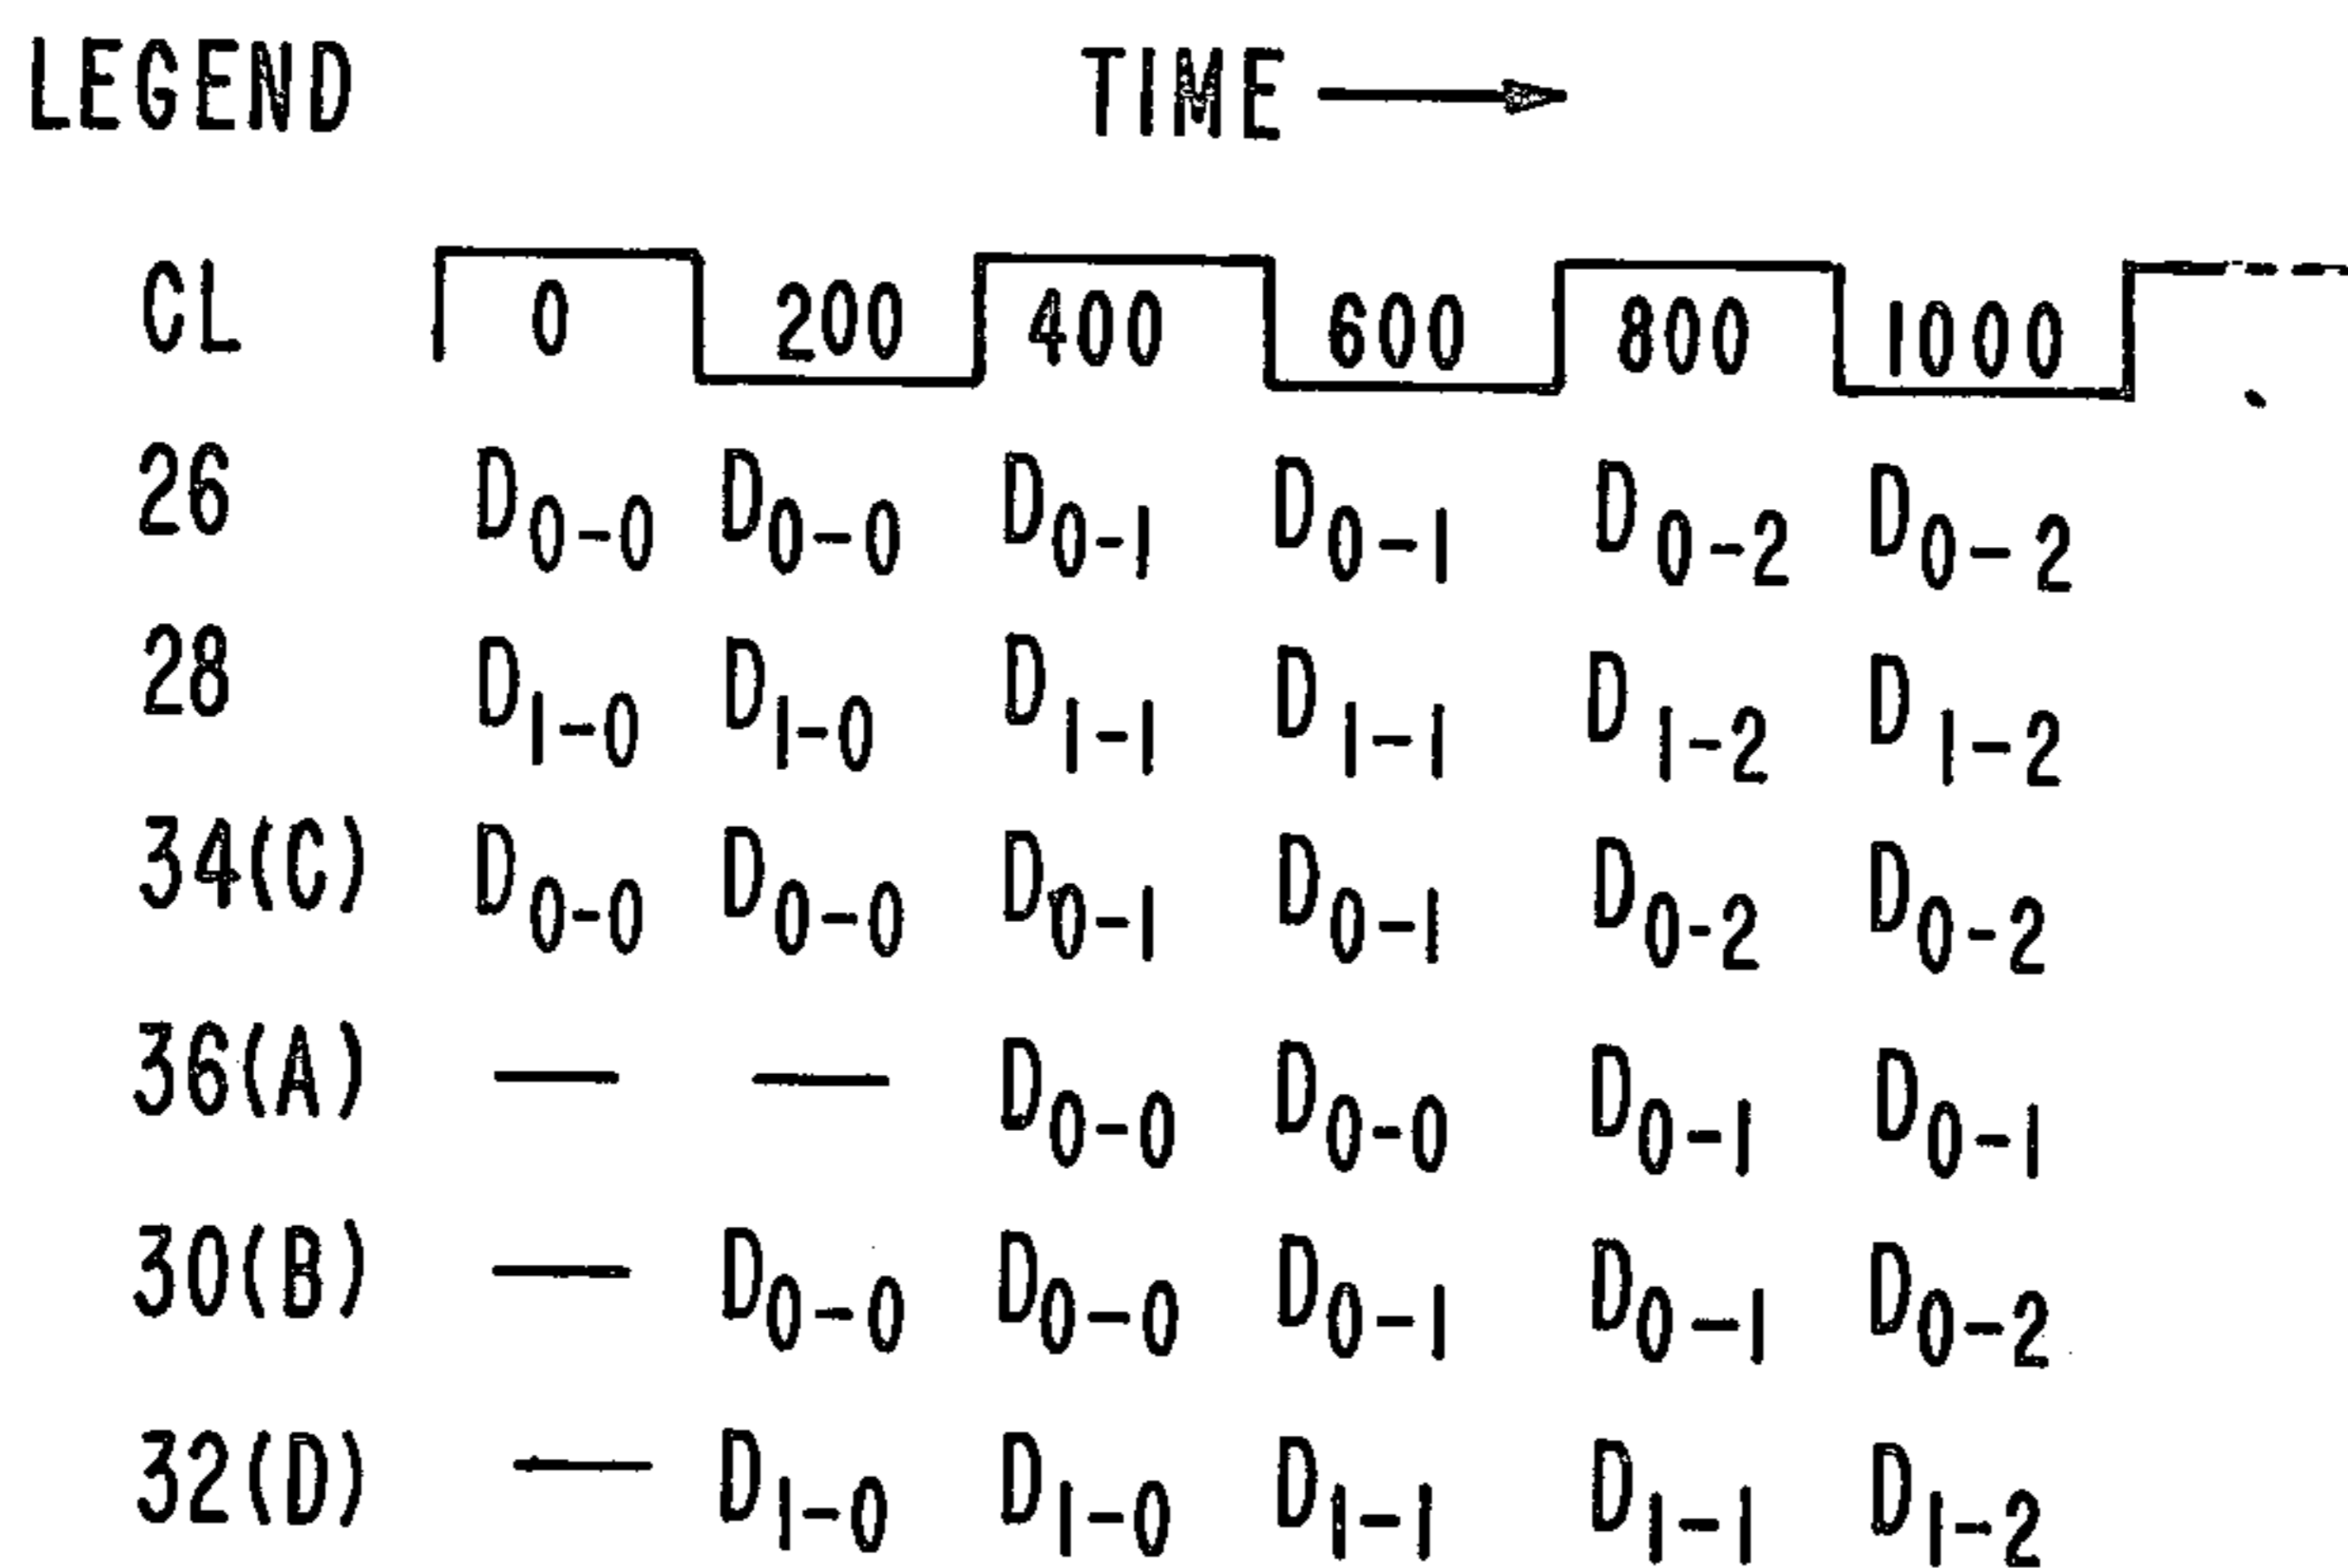 LEGEND TIME
CL 0 200 400 600 800 1000
26 D0-0 D0-0 D0-1 D0-1 D0-2 D0-2
28 D1-0 D1-0 D1-1 D1-1 D1-2 D1-2
34(C) D0-0 D0-0 D0-1 D0-1 D0-2 D0-2
36(A) — — D0-0 D0-0 D0-1 D0-1
30(B) — D0-0 D0-0 D0-1 D0-1 D0-2
32(D) — D1-0 D1-0 D1-1 D1-1 D1-2